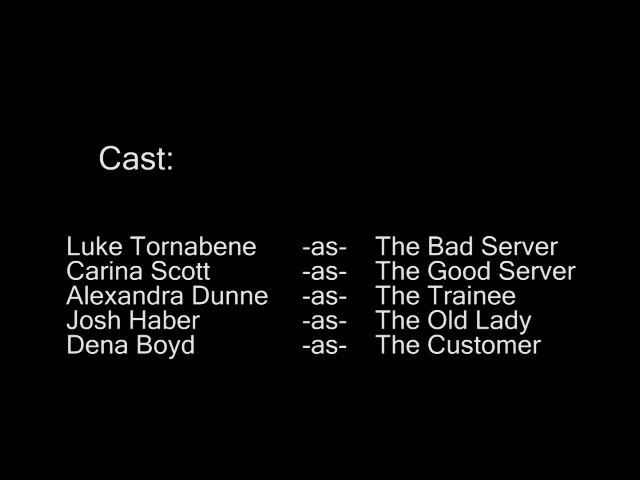 Cast:
Luke Tornabene -as- The Bad Server
Carina Scott -as- The Good Server
Alexandra Dunne -as- The Trainee
Josh Haber -as- The Old Lady
Dena Boyd -as- The Customer